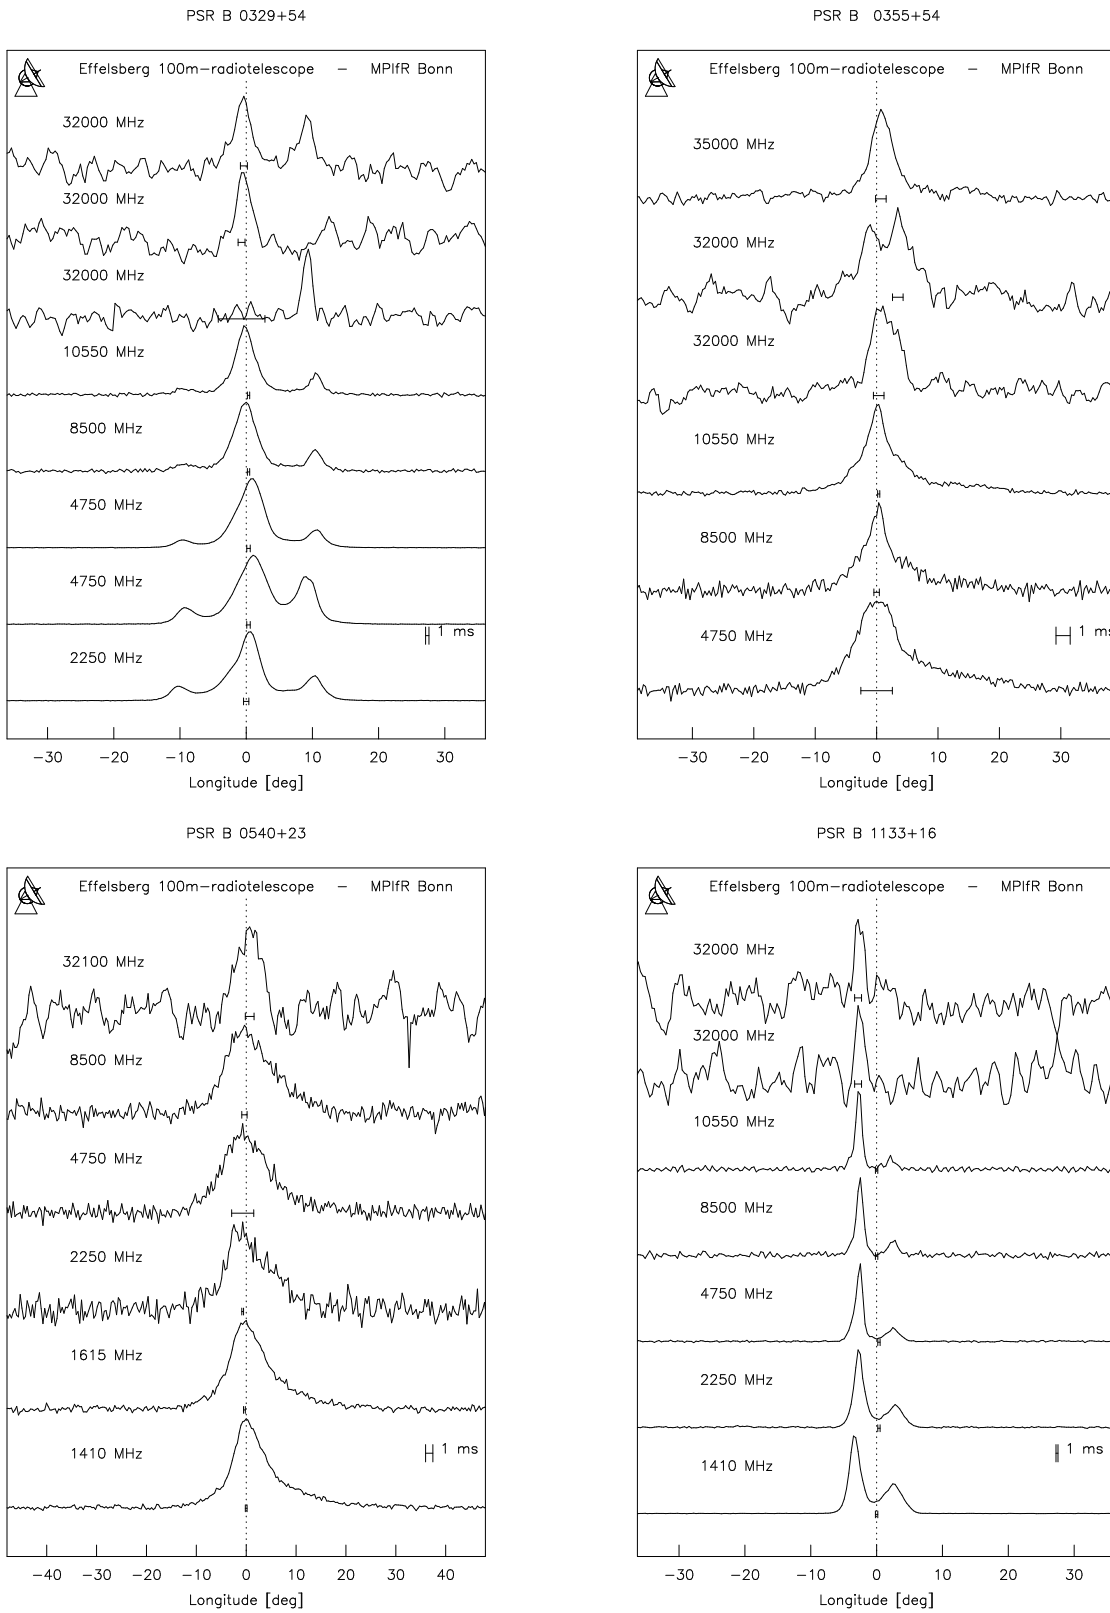 PSR B 0329+54
Effelsberg 100m-radiotelescope - MPIfR Bonn
32000 MHz
32000 MHz
32000 MHz
10550 MHz
8500 MHz
4750 MHz
4750 MHz
1 ms
2250 MHz
-30 -20 -10 0 10 20 30
Longitude [deg]
PSR B 0355+54
Effelsberg 100m-radiotelescope - MPIfR Bonn
35000 MHz
32000 MHz
32000 MHz
10550 MHz
8500 MHz
4750 MHz
1 ms
-30 -20 -10 0 10 20 30
Longitude [deg]
PSR B 0540+23
Effelsberg 100m-radiotelescope - MPIfR Bonn
32100 MHz
8500 MHz
4750 MHz
2250 MHz
1615 MHz
1410 MHz
1 ms
-40 -30 -20 -10 0 10 20 30 40
Longitude [deg]
PSR B 1133+16
Effelsberg 100m-radiotelescope - MPIfR Bonn
32000 MHz
32000 MHz
10550 MHz
8500 MHz
4750 MHz
2250 MHz
1 ms
1410 MHz
-30 -20 -10 0 10 20 30
Longitude [deg]